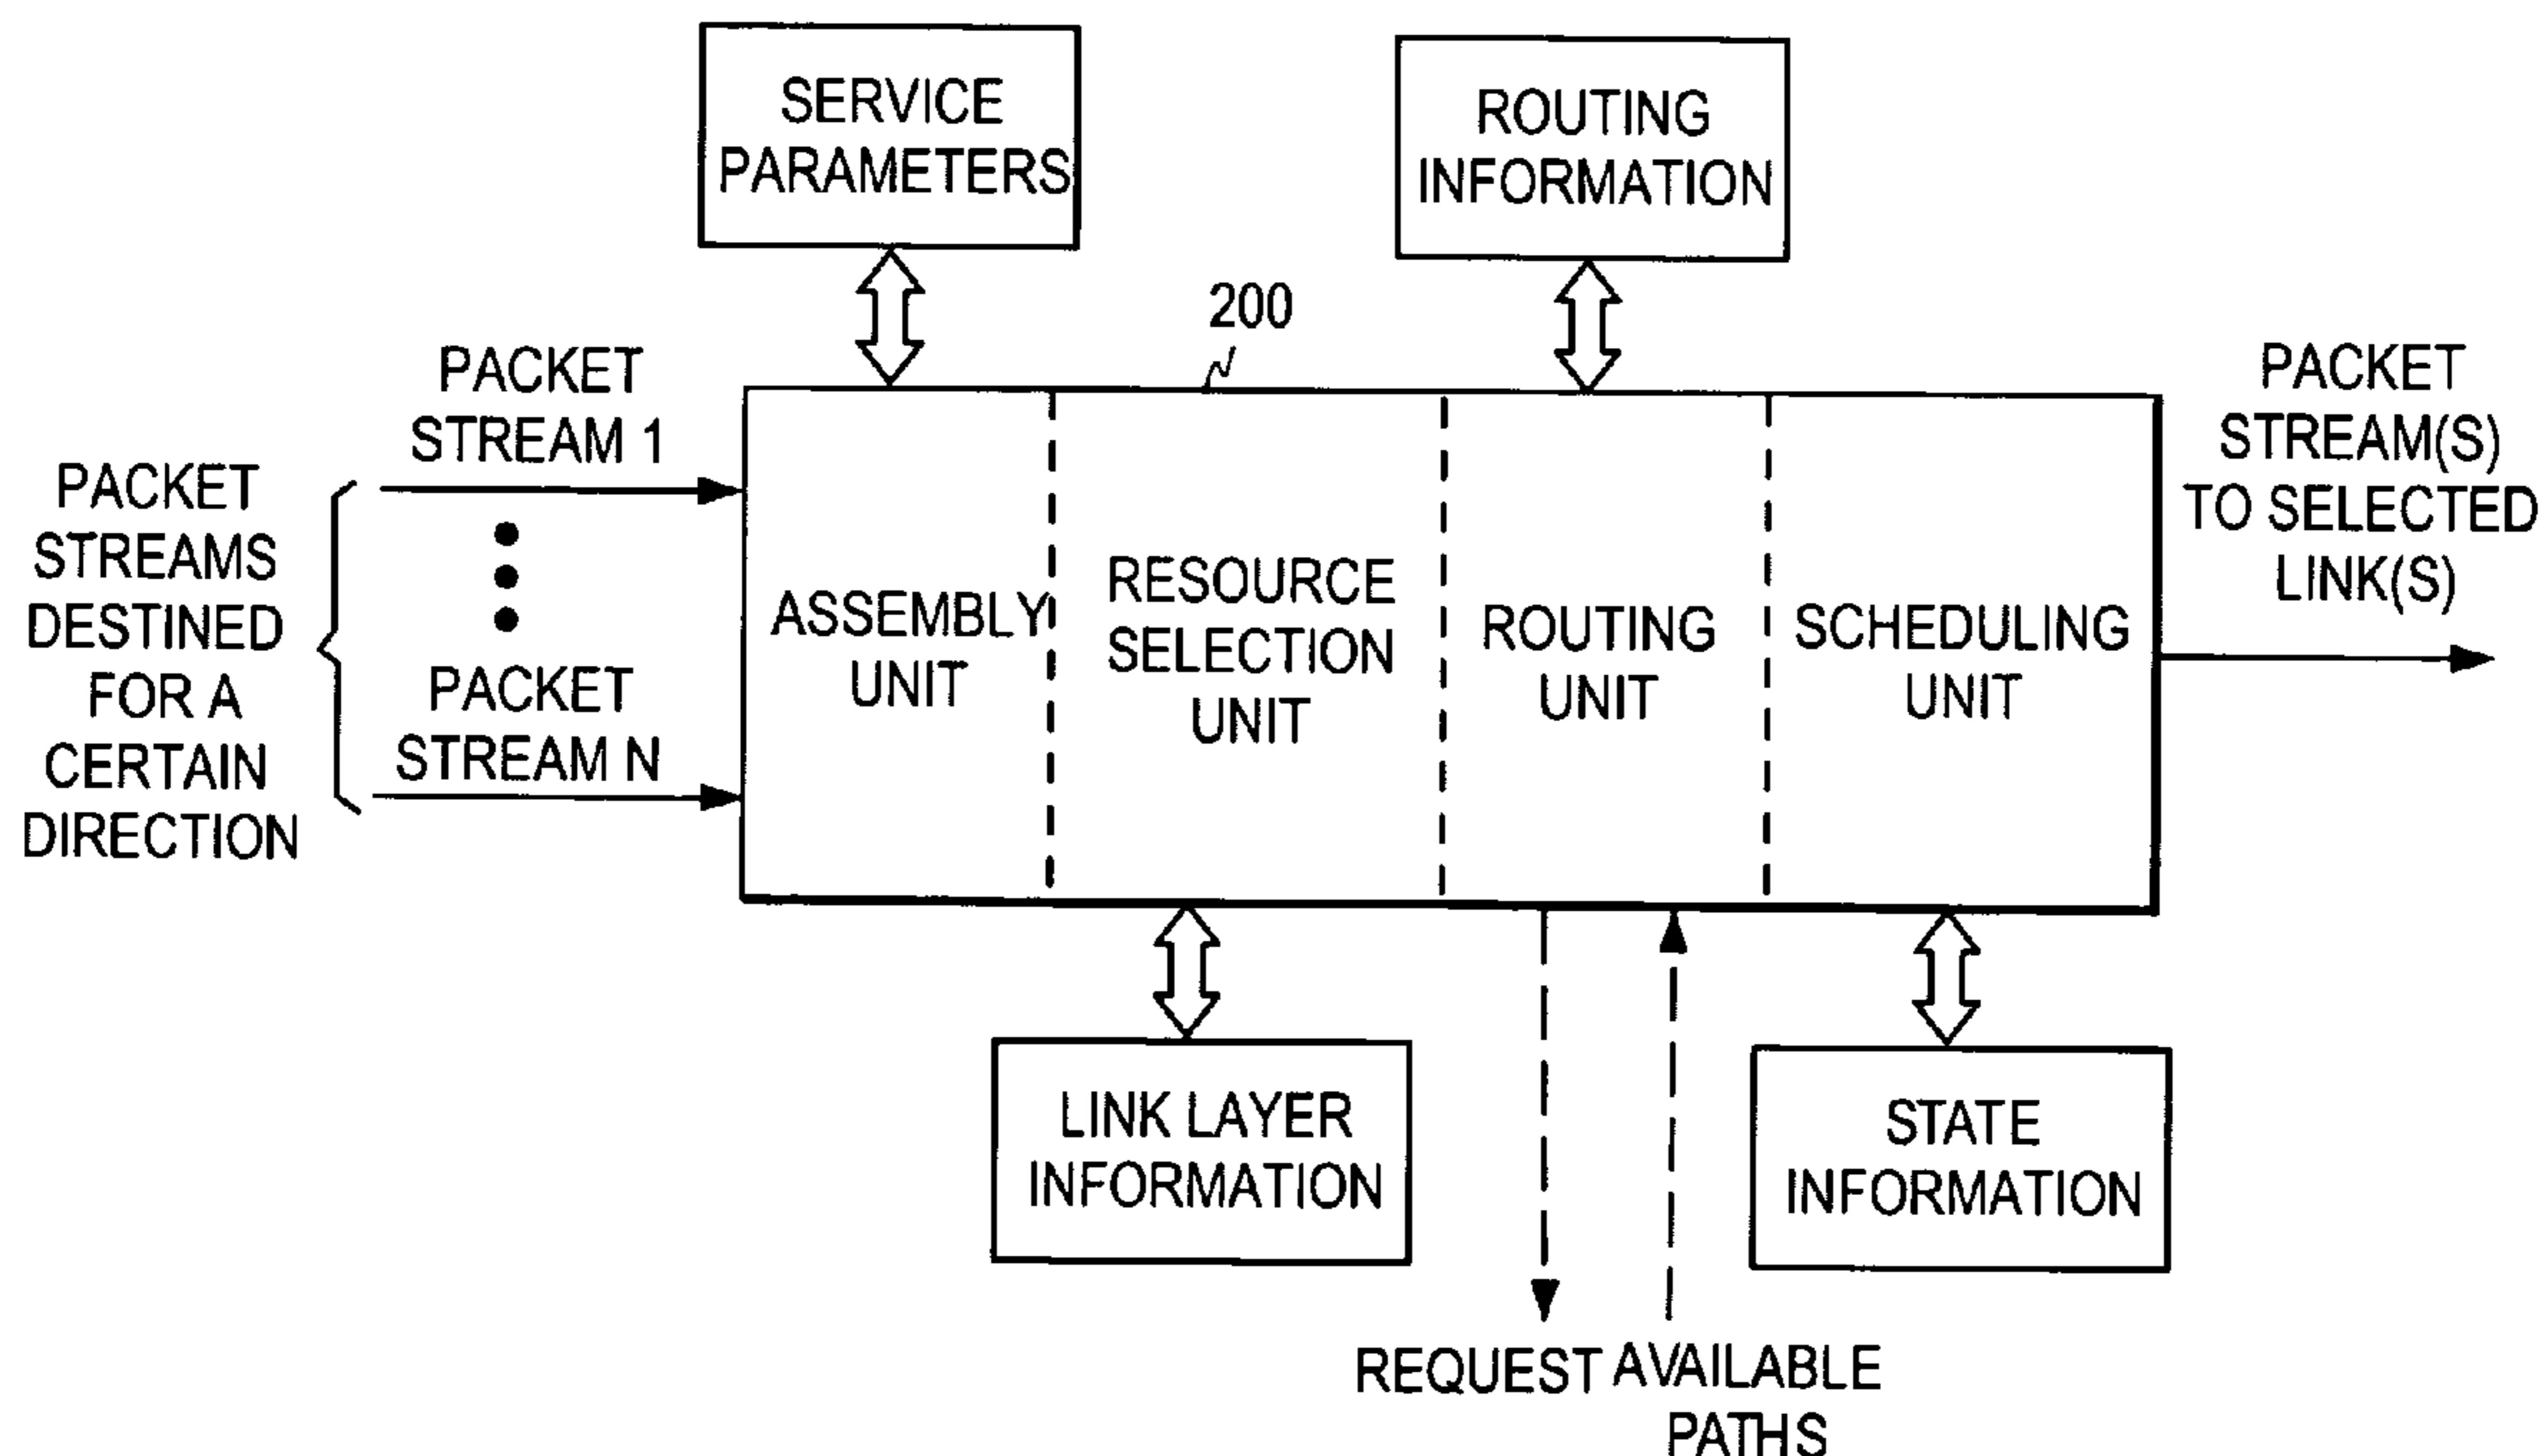 SERVICE
PARAMETERS
ROUTING
INFORMATION
200
PACKET
STREAM 1
PACKET
STREAMS
DESTINED
FOR A
CERTAIN
DIRECTION
PACKET
STREAM N
ASSEMBLY
UNIT
RESOURCE
SELECTION
UNIT
ROUTING
UNIT
SCHEDULING
UNIT
PACKET
STREAM(S)
TO SELECTED
LINK(S)
LINK LAYER
INFORMATION
STATE
INFORMATION
REQUEST
AVAILABLE
PATHS